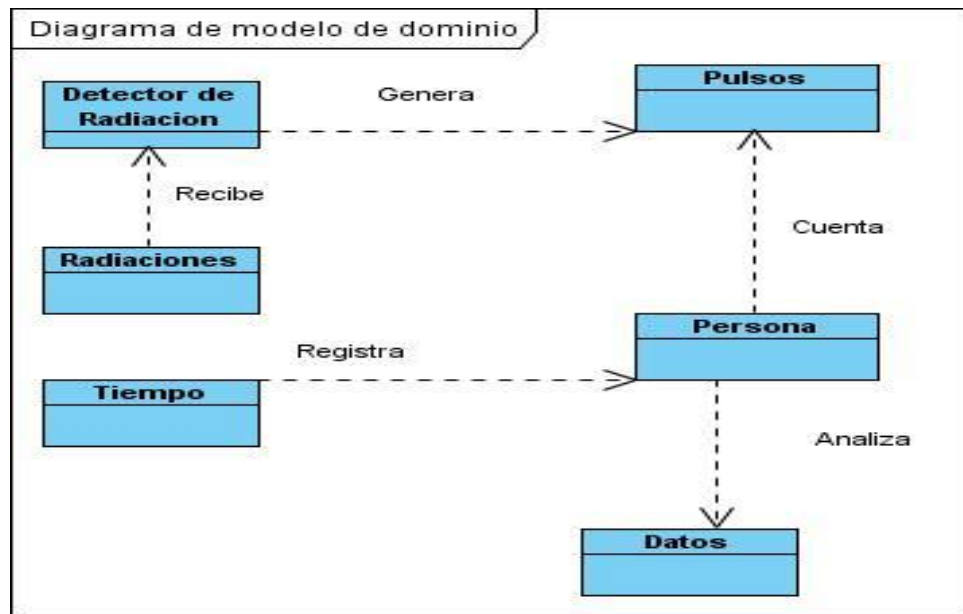 Diagrama de modelo de dominio
Detector de
Radiacion
Genera
Pulsos
Recibe
Cuenta
Radiaciones
Registra
Persona
Tiempo
Analiza
Datos